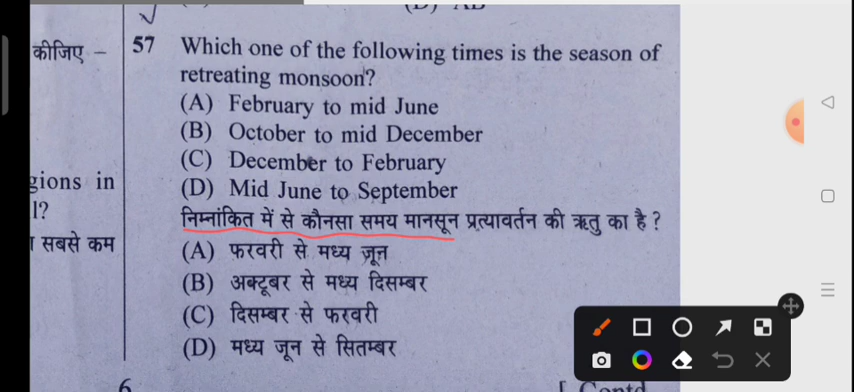 कीजिए –
gions in
l?
सबसे कम
57 Which one of the following times is the season of
retreating monsoon?
(A) February to mid June
(B) October to mid December
(C) December to February
(D) Mid June to September
निम्नांकित में से कौनसा समय मानसून प्रत्यावर्तन की ऋतु का है ?
(A) फरवरी से मध्य जून
(B) अक्टूबर से मध्य दिसम्बर
(C) दिसम्बर से फरवरी
(D) मध्य जून से सितम्बर
6
[ Contd